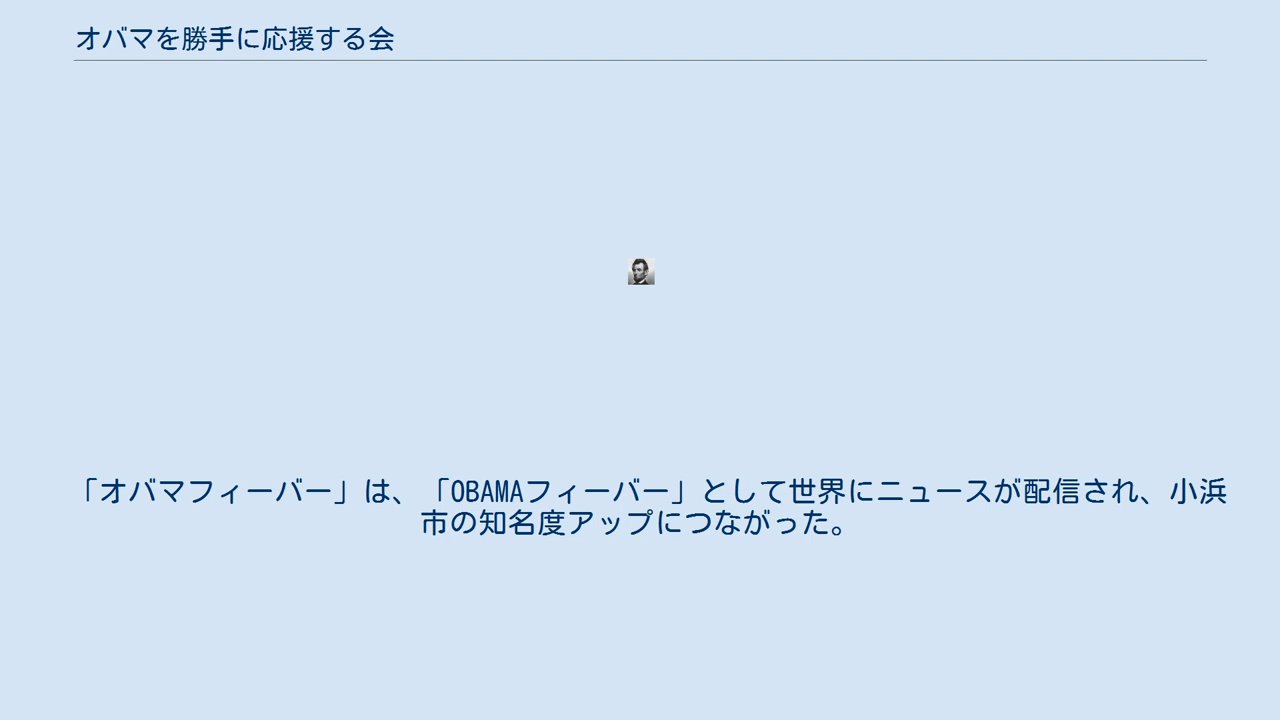 オバマを勝手に応援する会
「オバマフィーバー」は、「OBAMAフィーバー」として世界にニュースが配信され、小浜
市の知名度アップにつながった。